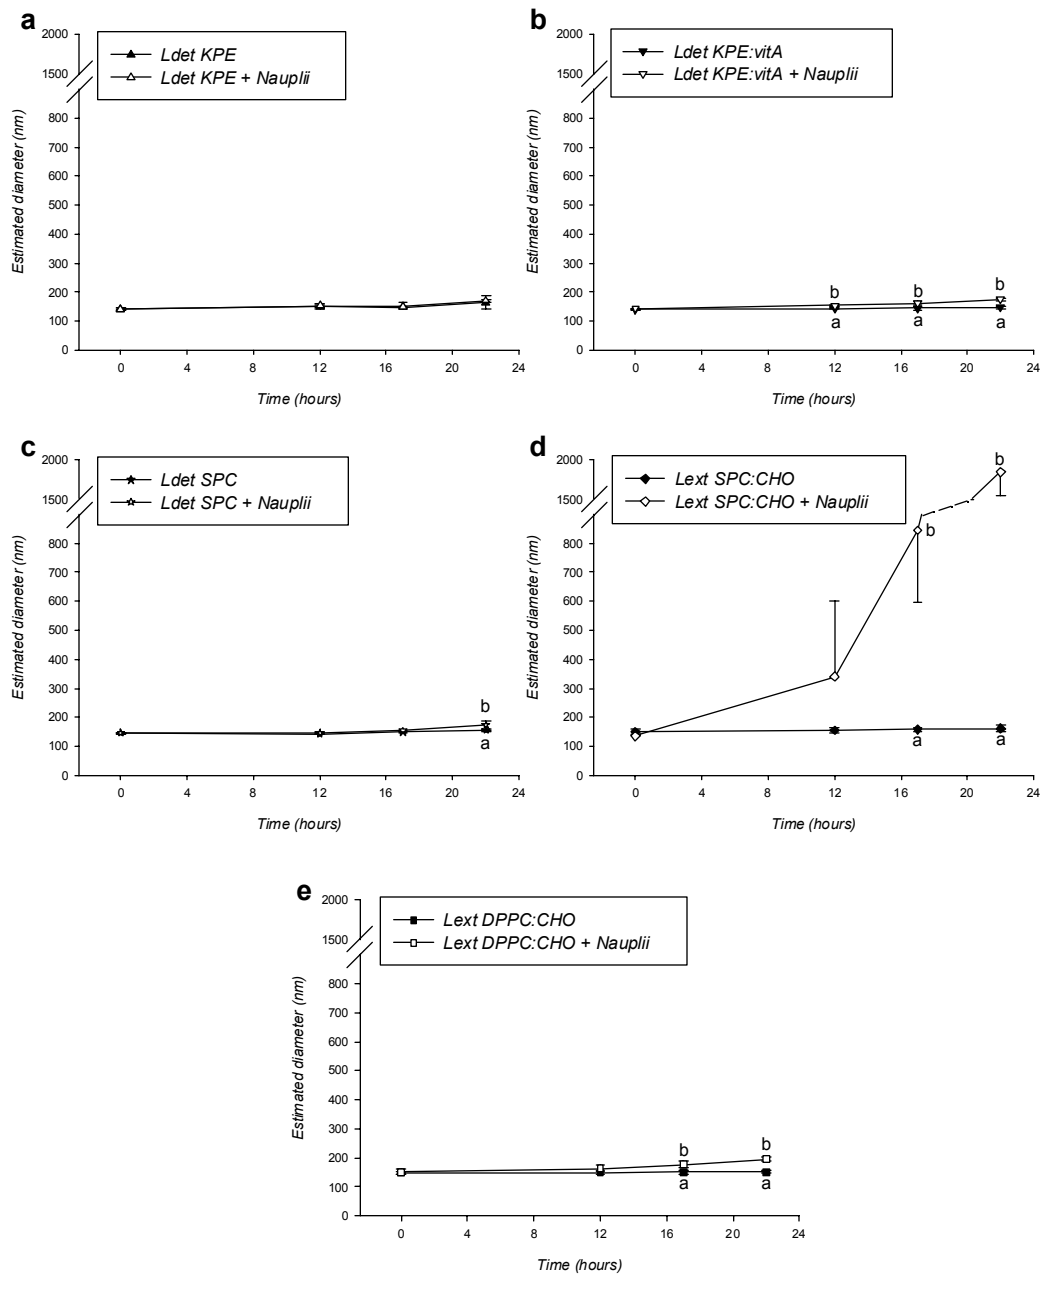 a
2000
1500
800
700
600
500
400
300
200
100
0
Estimated diameter (nm)
Ldet KPE
Ldet KPE + Nauplii
0 4 8 12 16 20 24
Time (hours)
b
2000
1500
800
700
600
500
400
300
200
100
0
Estimated diameter (nm)
Ldet KPE:vitA
Ldet KPE:vitA + Nauplii
b b b
a a a
0 4 8 12 16 20 24
Time (hours)
c
2000
1500
800
700
600
500
400
300
200
100
0
Estimated diameter (nm)
Ldet SPC
Ldet SPC + Nauplii
b
a
0 4 8 12 16 20 24
Time (hours)
d
2000
1500
800
700
600
500
400
300
200
100
0
Estimated diameter (nm)
Lext SPC:CHO
Lext SPC:CHO + Nauplii
b
b
a a
0 4 8 12 16 20 24
Time (hours)
e
2000
1500
800
700
600
500
400
300
200
100
0
Estimated diameter (nm)
Lext DPPC:CHO
Lext DPPC:CHO + Nauplii
b b
a a
0 4 8 12 16 20 24
Time (hours)